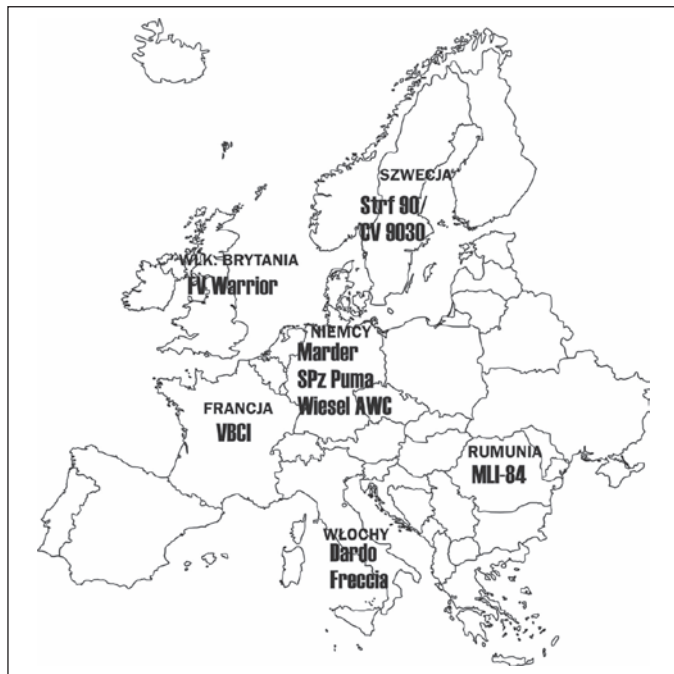 SZWECJA
Strf 90 /
CV 9030
WLK. BRYTANIA
FV Warrior
NIEMCY
Marder
SPz Puma
Wiesel AWC
FRANCJA
VBCI
RUMUNIA
MLI-84
WŁOCHY
Dardo
Freccia